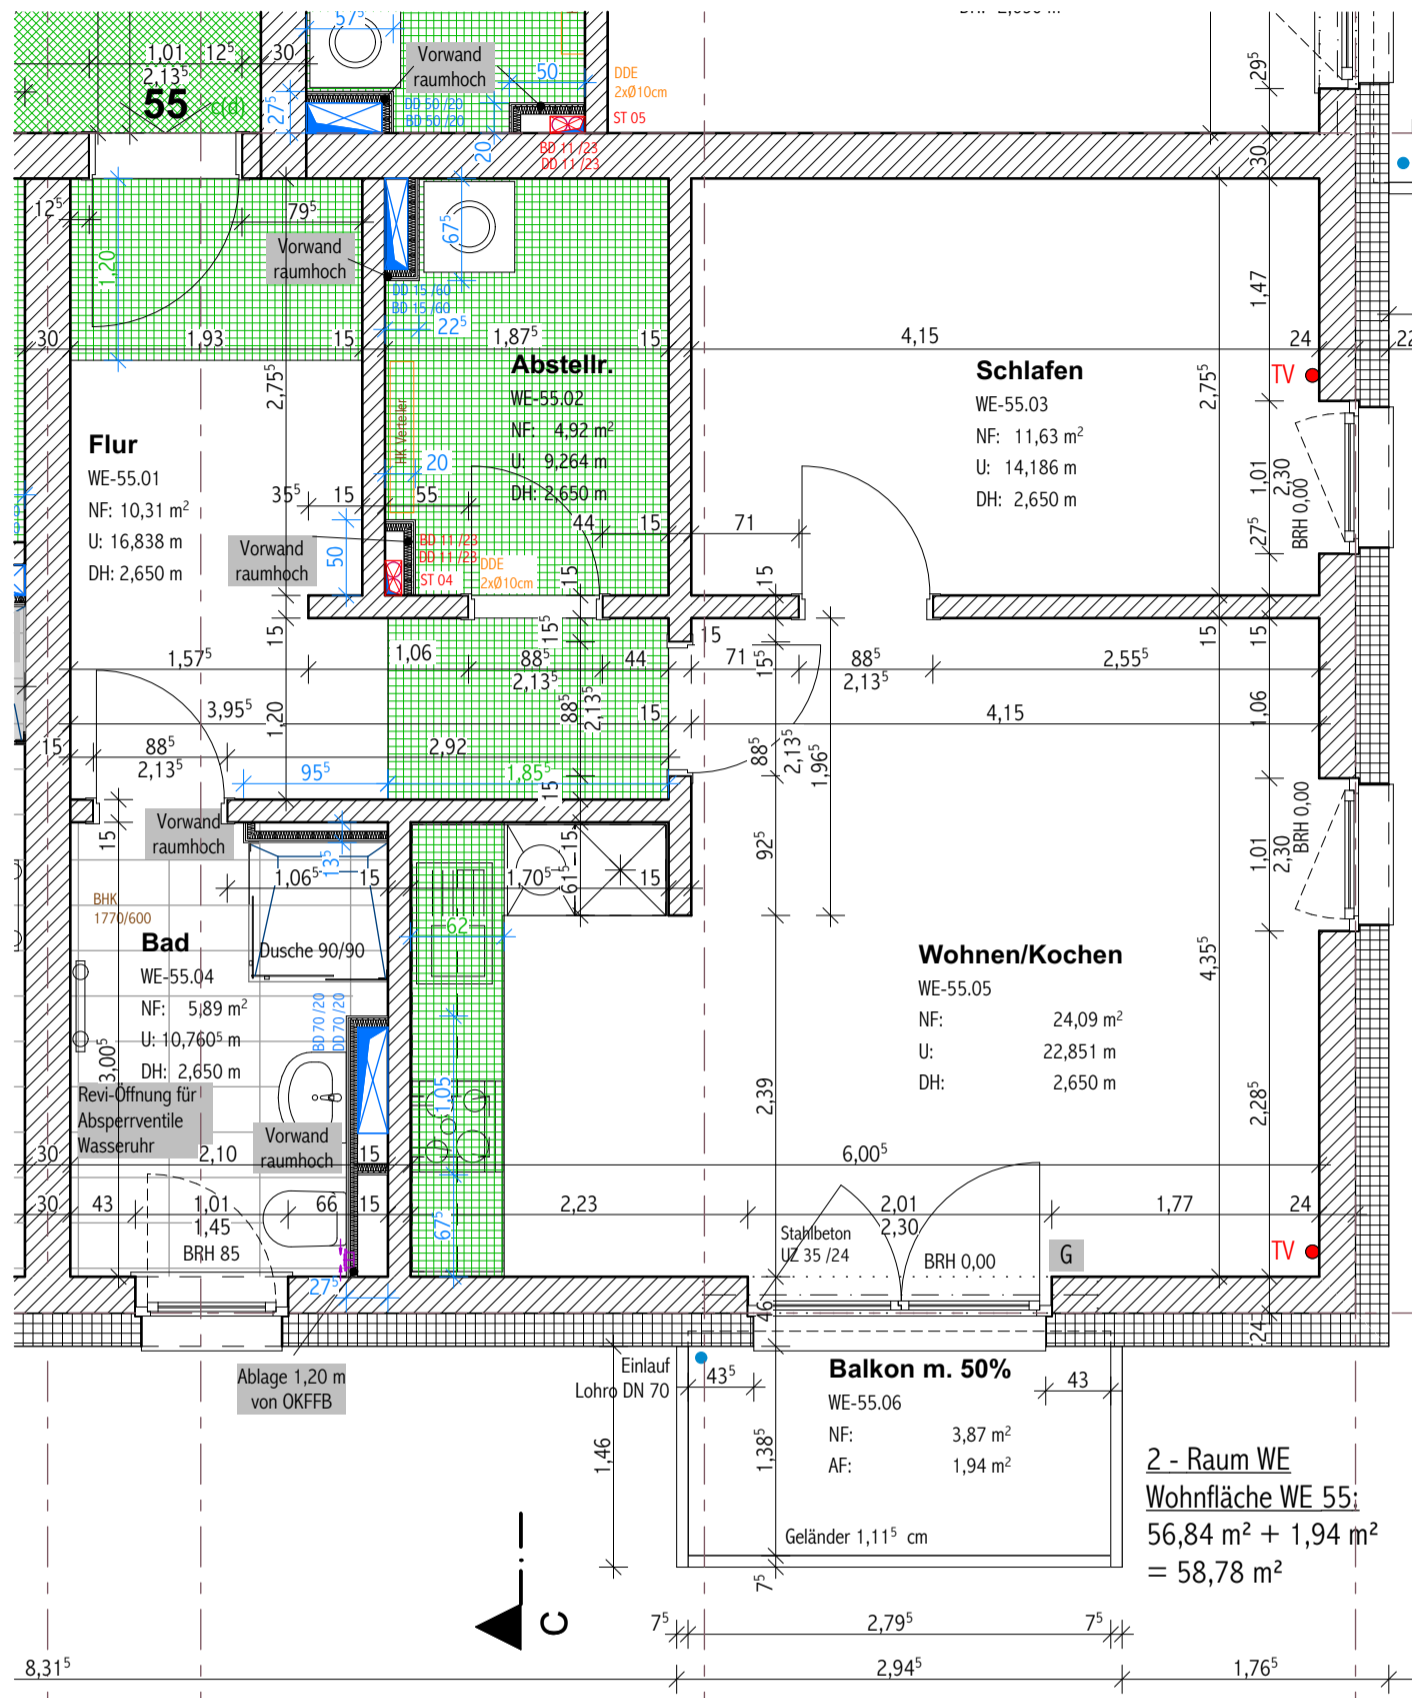 57⁵
DH: 2,650 m
1,01
12⁵
30
2,13⁵
55
c(d)
27⁵
Vorwand
raumhoch
50
DDE
2xØ10cm
ST 05
DD 50 /20
BD 50 /20
20
BD 11 /23
DD 11 /23
29⁵
30
12⁵
79⁵
1,20
Vorwand
raumhoch
67⁵
DD 15 /60
BD 15 /60
22⁵
1,47
30
1,93
15
1,87⁵
15
4,15
24
22
2,75⁵
Abstellr.
WE-55.02
NF: 4,92 m²
U: 9,264 m
DH: 2,650 m
HK Verteiler
20
Schlafen
WE-55.03
NF: 11,63 m²
U: 14,186 m
DH: 2,650 m
2,75⁵
TV
1,01
2,30
BRH 0,00
27⁵
Flur
WE-55.01
NF: 10,31 m²
U: 16,838 m
DH: 2,650 m
35⁵
15
55
44
15
71
Vorwand
raumhoch
50
BD 11 /23
DD 11 /23
ST 04
DDE
2xØ10cm
15
15
15
15⁵
15
15⁵
15
15
1,57⁵
1,06
88⁵
2,13⁵
44
71
88⁵
2,13⁵
2,55⁵
3,95⁵
1,20
88⁵
2,13⁵
15
4,15
1,06
15
88⁵
2,13⁵
2,92
95⁵
1,85⁵
88⁵
2,13⁵
1,96⁵
15
Vorwand
raumhoch
15
13⁵
15
92⁵
1,01
2,30
BRH 0,00
1,06⁵
15
1,70⁵
61⁵
15
BHK
1770/600
62
Dusche 90/90
Bad
WE-55.04
NF: 5,89 m²
U: 10,760⁵ m
DH: 2,650 m
BD 70 /20
DD 70 /20
3,00⁵
Wohnen/Kochen
WE-55.05
NF: 24,09 m²
U: 22,851 m
DH: 2,650 m
4,35⁵
Revi-Öffnung für
Absperrventile
Wasseruhr
1,05
2,39
2,28⁵
Vorwand
raumhoch
30
2,10
15
6,00⁵
30
43
1,01
1,45
66
15
2,23
2,01
2,30
1,77
24
BRH 85
67⁵
Stahlbeton
UZ 35 /24
BRH 0,00
G
TV
27⁵
46
24
Ablage 1,20 m
von OKFFB
Einlauf
Lohro DN 70
43⁵
43
Balkon m. 50%
WE-55.06
NF: 3,87 m²
AF: 1,94 m²
1,46
1,38⁵
Geländer 1,11⁵ cm
7⁵
2 - Raum WE
Wohnfläche WE 55:
56,84 m² + 1,94 m²
= 58,78 m²
C
7⁵
2,79⁵
7⁵
8,31⁵
2,94⁵
1,76⁵